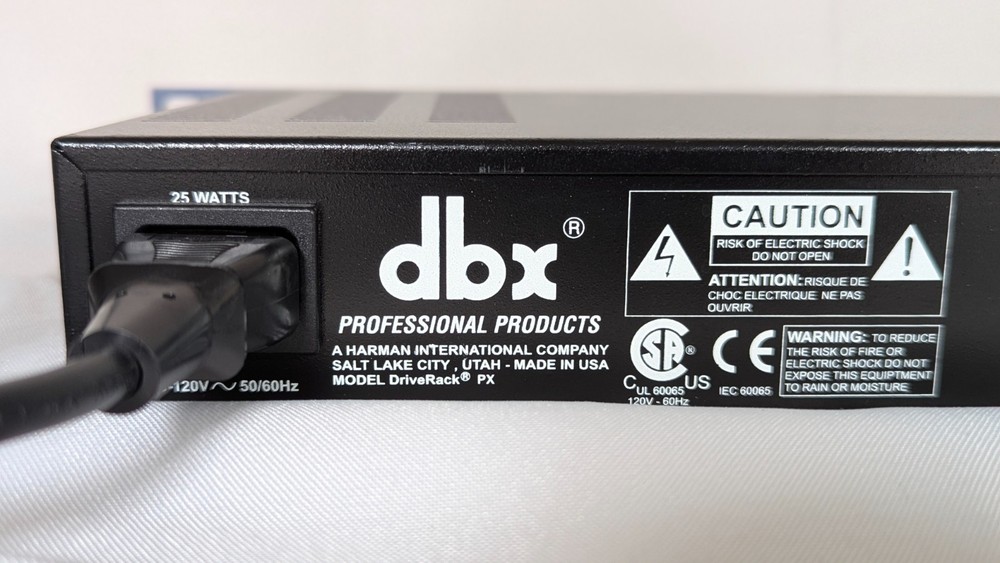 25 WATTS
120V ~ 50/60Hz
dbx®
PROFESSIONAL PRODUCTS
A HARMAN INTERNATIONAL COMPANY
SALT LAKE CITY , UTAH - MADE IN USA
MODEL DriveRack® PX
CAUTION
RISK OF ELECTRIC SHOCK
DO NOT OPEN
ATTENTION: RISQUE DE
CHOC ELECTRIQUE NE PAS
OUVRIR
SA®
C US
UL 60065
120V - 60Hz
CE
IEC 60065
WARNING: TO REDUCE
THE RISK OF FIRE OR
ELECTRIC SHOCK DO NOT
EXPOSE THIS EQUIPTMENT
TO RAIN OR MOISTURE